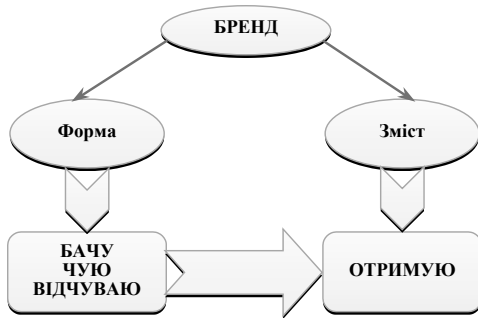 БРЕНД
Форма
Зміст
БАЧУ
ЧУЮ
ВІДЧУВАЮ
ОТРИМУЮ